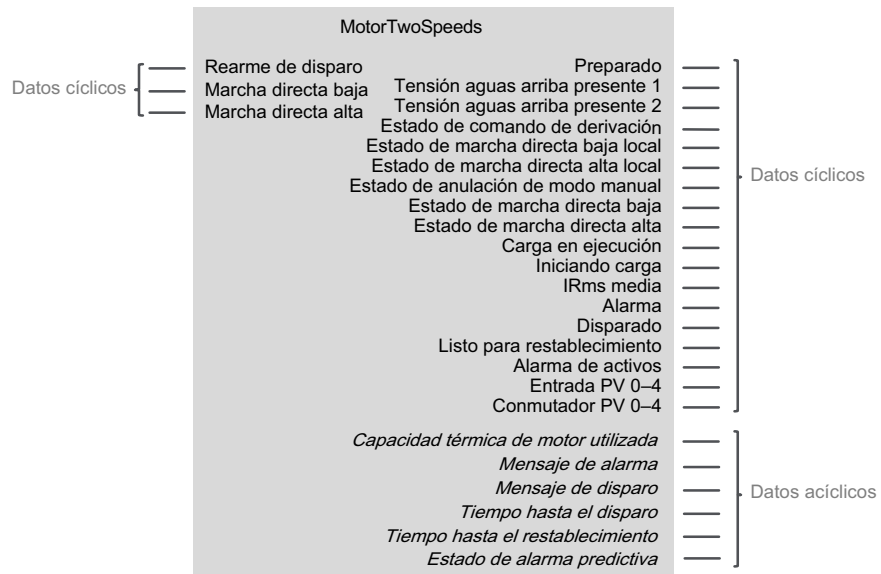 MotorTwoSpeeds
Datos cíclicos
Rearme de disparo
Marcha directa baja
Marcha directa alta
Preparado
Tensión aguas arriba presente 1
Tensión aguas arriba presente 2
Estado de comando de derivación
Estado de marcha directa baja local
Estado de marcha directa alta local
Estado de anulación de modo manual
Estado de marcha directa baja
Estado de marcha directa alta
Carga en ejecución
Iniciando carga
IRms media
Alarma
Disparado
Listo para restablecimiento
Alarma de activos
Entrada PV 0–4
Conmutador PV 0–4
Datos cíclicos
Capacidad térmica de motor utilizada
Mensaje de alarma
Mensaje de disparo
Tiempo hasta el disparo
Tiempo hasta el restablecimiento
Estado de alarma predictiva
Datos acíclicos